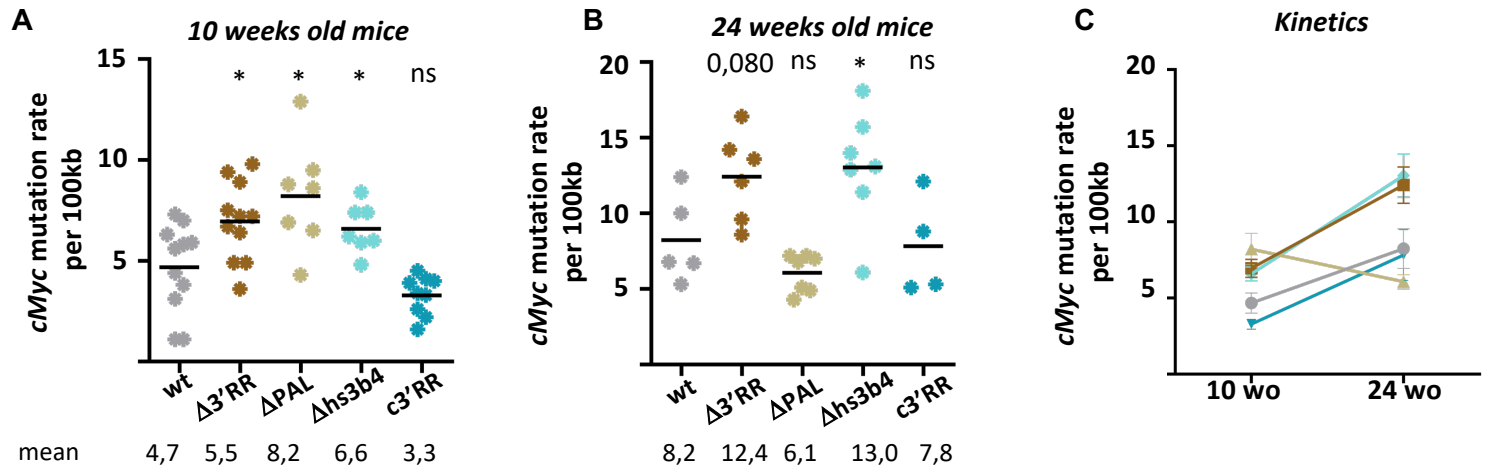 A
10 weeks old mice
cMyc mutation rate
per 100kb
15
10
5
* * * ns
wt Δ3'RR ΔPAL Δhs3b4 c3'RR
mean 4,7 5,5 8,2 6,6 3,3
B
24 weeks old mice
cMyc mutation rate
per 100kb
20
15
10
5
0,080 ns * ns
wt Δ3'RR ΔPAL Δhs3b4 c3'RR
8,2 12,4 6,1 13,0 7,8
C
Kinetics
cMyc mutation rate
per 100kb
20
15
10
5
10 wo 24 wo